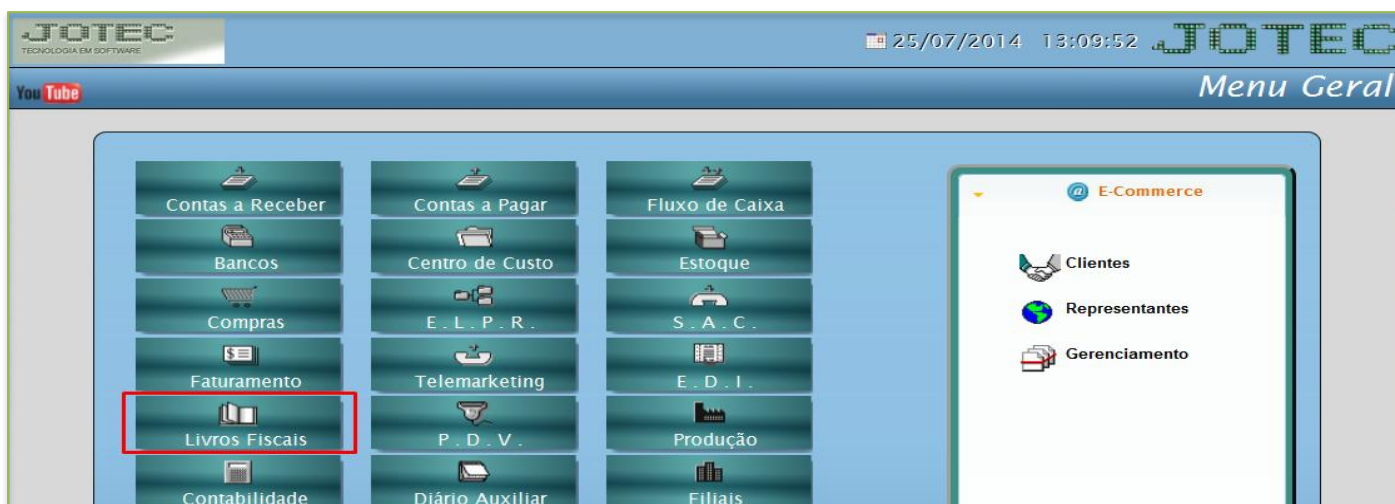 JOTEC
TECNOLOGIA EM SOFTWARE
25/07/2014 13:09:52 JOTEC
You Tube
Menu Geral
Contas a Receber Contas a Pagar Fluxo de Caixa
Bancos Centro de Custo Estoque
Compras E.L.P.R. S.A.C.
Faturamento Telemarketing E.D.I.
Livros Fiscais P.D.V. Produção
Contabilidade Diário Auxiliar Filiais
@ E-Commerce
Clientes
Representantes
Gerenciamento